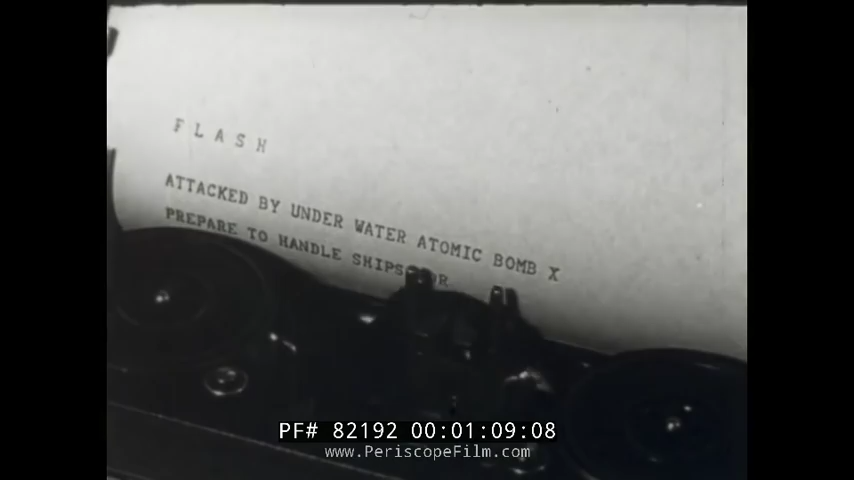 FLASH
ATTACKED BY UNDER WATER ATOMIC BOMB X
PREPARE TO HANDLE SHIPS
PF# 82192 00:01:09:08
www.PeriscopeFilm.com